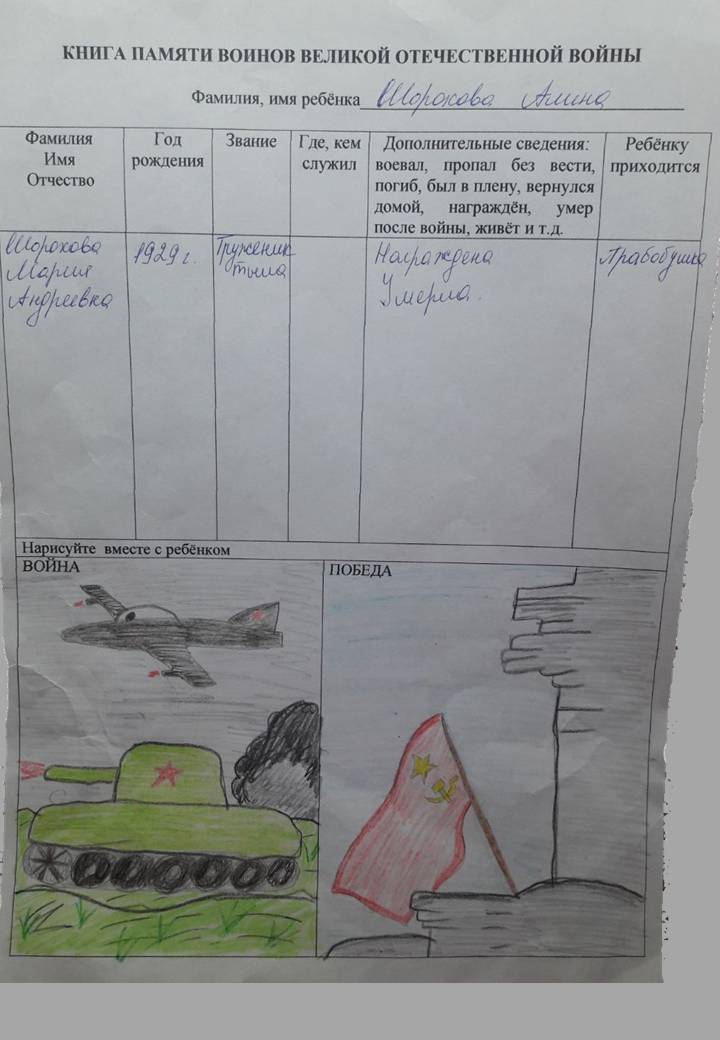 КНИГА ПАМЯТИ ВОИНОВ ВЕЛИКОЙ ОТЕЧЕСТВЕННОЙ ВОЙНЫ
Фамилия, имя ребёнка Шорохова Алина
Фамилия
Имя
Отчество
Год
рождения
Звание
Где, кем
служил
Дополнительные сведения:
воевал, пропал без вести,
погиб, был в плену, вернулся
домой, награждён, умер
после войны, живёт и т.д.
Ребёнку
приходится
Шорохова
Мария
Андреевка
1929 г.
Труженик
тыла
Награждена
Умерла.
Прабабушка
Нарисуйте вместе с ребёнком
ВОЙНА
ПОБЕДА